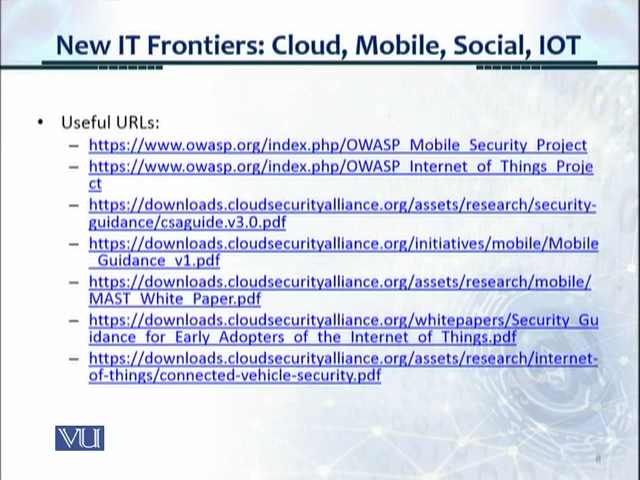 New IT Frontiers: Cloud, Mobile, Social, IOT
• Useful URLs:
– https://www.owasp.org/index.php/OWASP_Mobile_Security_Project
– https://www.owasp.org/index.php/OWASP_Internet_of_Things_Proje
ct
– https://downloads.cloudsecurityalliance.org/assets/research/security-
guidance/csaguide.v3.0.pdf
– https://downloads.cloudsecurityalliance.org/initiatives/mobile/Mobile
_Guidance_v1.pdf
– https://downloads.cloudsecurityalliance.org/assets/research/mobile/
MAST_White_Paper.pdf
– https://downloads.cloudsecurityalliance.org/whitepapers/Security_Gu
idance_for_Early_Adopters_of_the_Internet_of_Things.pdf
– https://downloads.cloudsecurityalliance.org/assets/research/internet-
of-things/connected-vehicle-security.pdf
VU
8